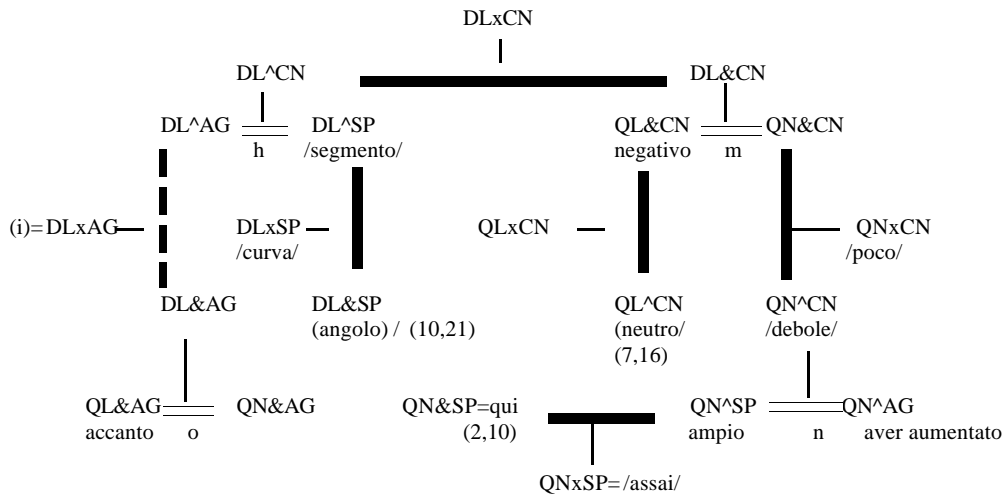 DLxCN
DL^CN DL&CN
DL^AG DL^SP QL&CN QN&CN
h /segmento/ negativo m
(i)=DLxAG DLxSP QLxCN QNxCN
/curva/ /poco/
DL&AG DL&SP QL^CN QN^CN
(angolo) / (10,21) (neutro/ /debole/
(7,16)
QL&AG QN&AG QN&SP=qui QN^SP QN^AG
accanto o (2,10) ampio n aver aumentato
QNxSP=/assai/